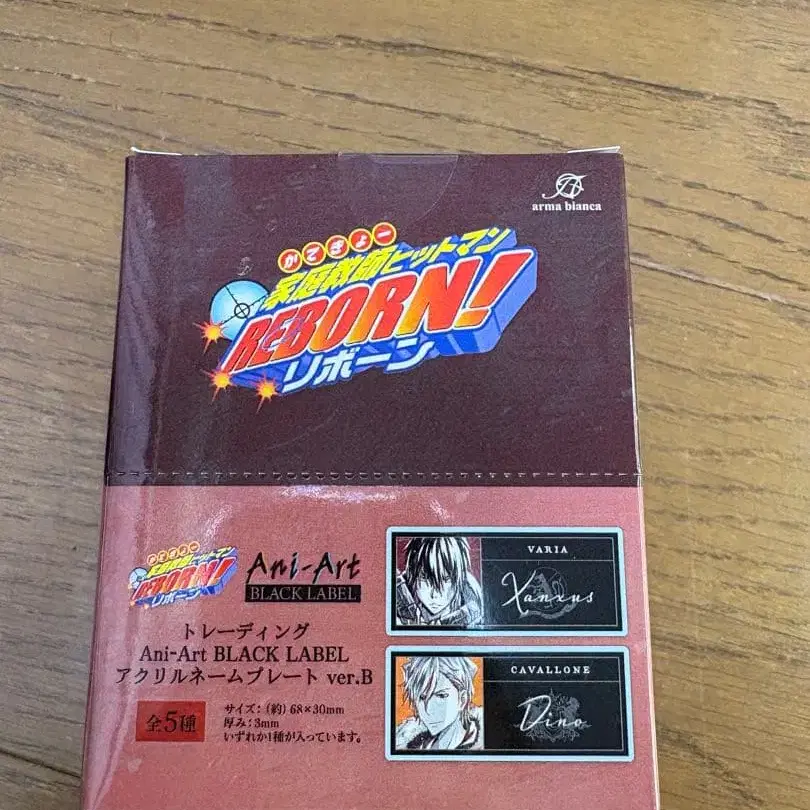 arma bianca
かてきょー
家庭教師ヒットマン
REBORN!
リボーン
かてきょー
家庭教師ヒットマン
REBORN!
リボーン
Ani-Art
BLACK LABEL
トレーディング
Ani-Art BLACK LABEL
アクリルネームプレート ver.B
全5種
サイズ:(約)68×30mm
厚み:3mm
いずれか1種が入っています。
VARIA
Xanxus
CAVALLONE
Dino